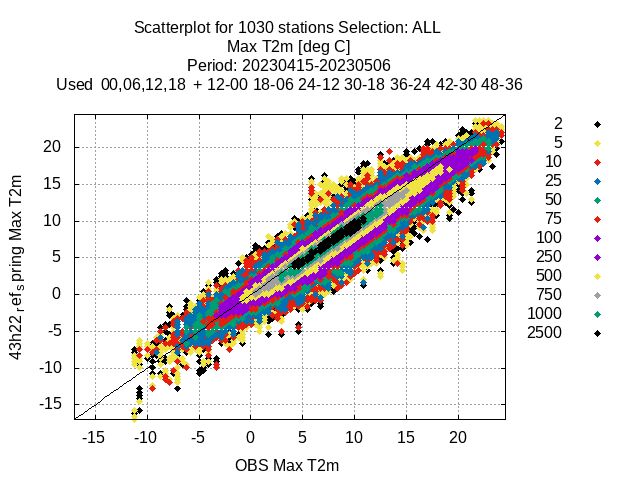 Scatterplot for 1030 stations Selection: ALL
Max T2m [deg C]
Period: 20230415-20230506
Used 00,06,12,18 + 12-00 18-06 24-12 30-18 36-24 42-30 48-36
2
5
10
25
50
75
100
250
500
750
1000
2500
20
15
10
5
0
-5
-10
-15
-15 -10 -5 0 5 10 15 20
43h22ref spring Max T2m
OBS Max T2m